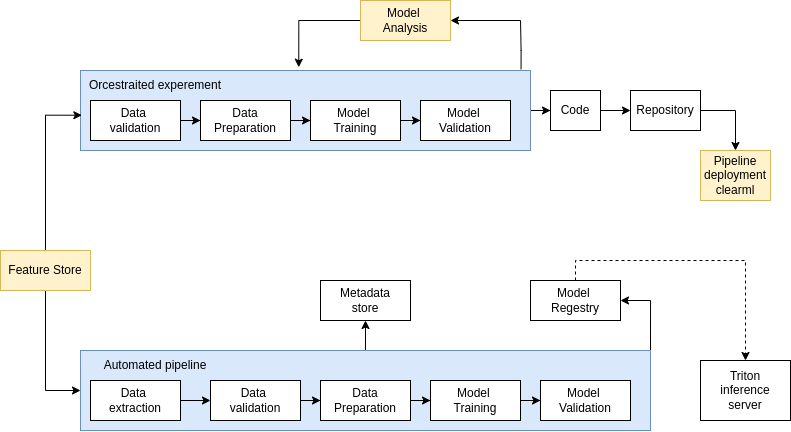 Model
Analysis
Orcestraited experement
Data
validation
Data
Preparation
Model
Training
Model
Validation
Code
Repository
Pipeline
deployment
clearml
Feature Store
Metadata
store
Model
Regestry
Automated pipeline
Data
extraction
Data
validation
Data
Preparation
Model
Training
Model
Validation
Triton
inference
server